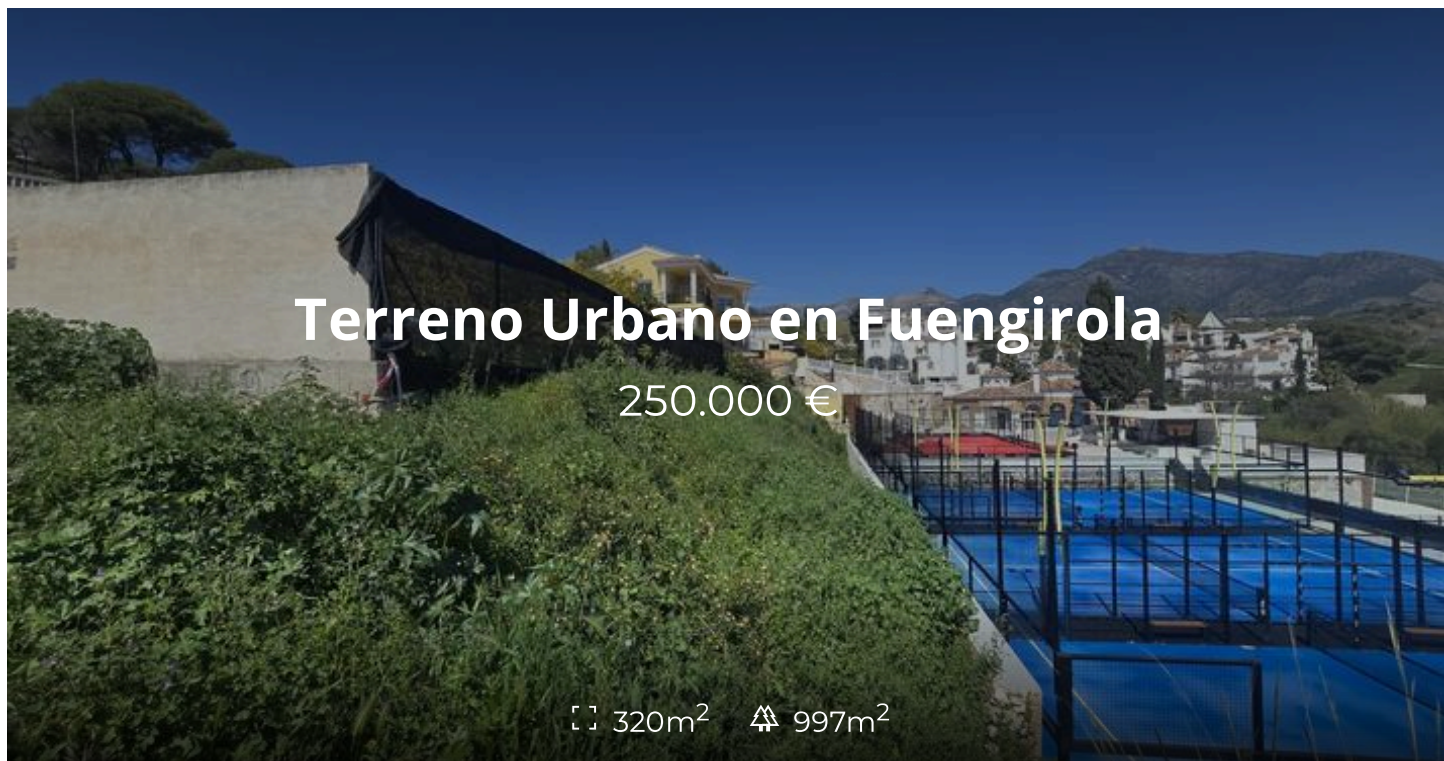 Terreno Urbano en Fuengirola
250.000 €
320m² 997m²